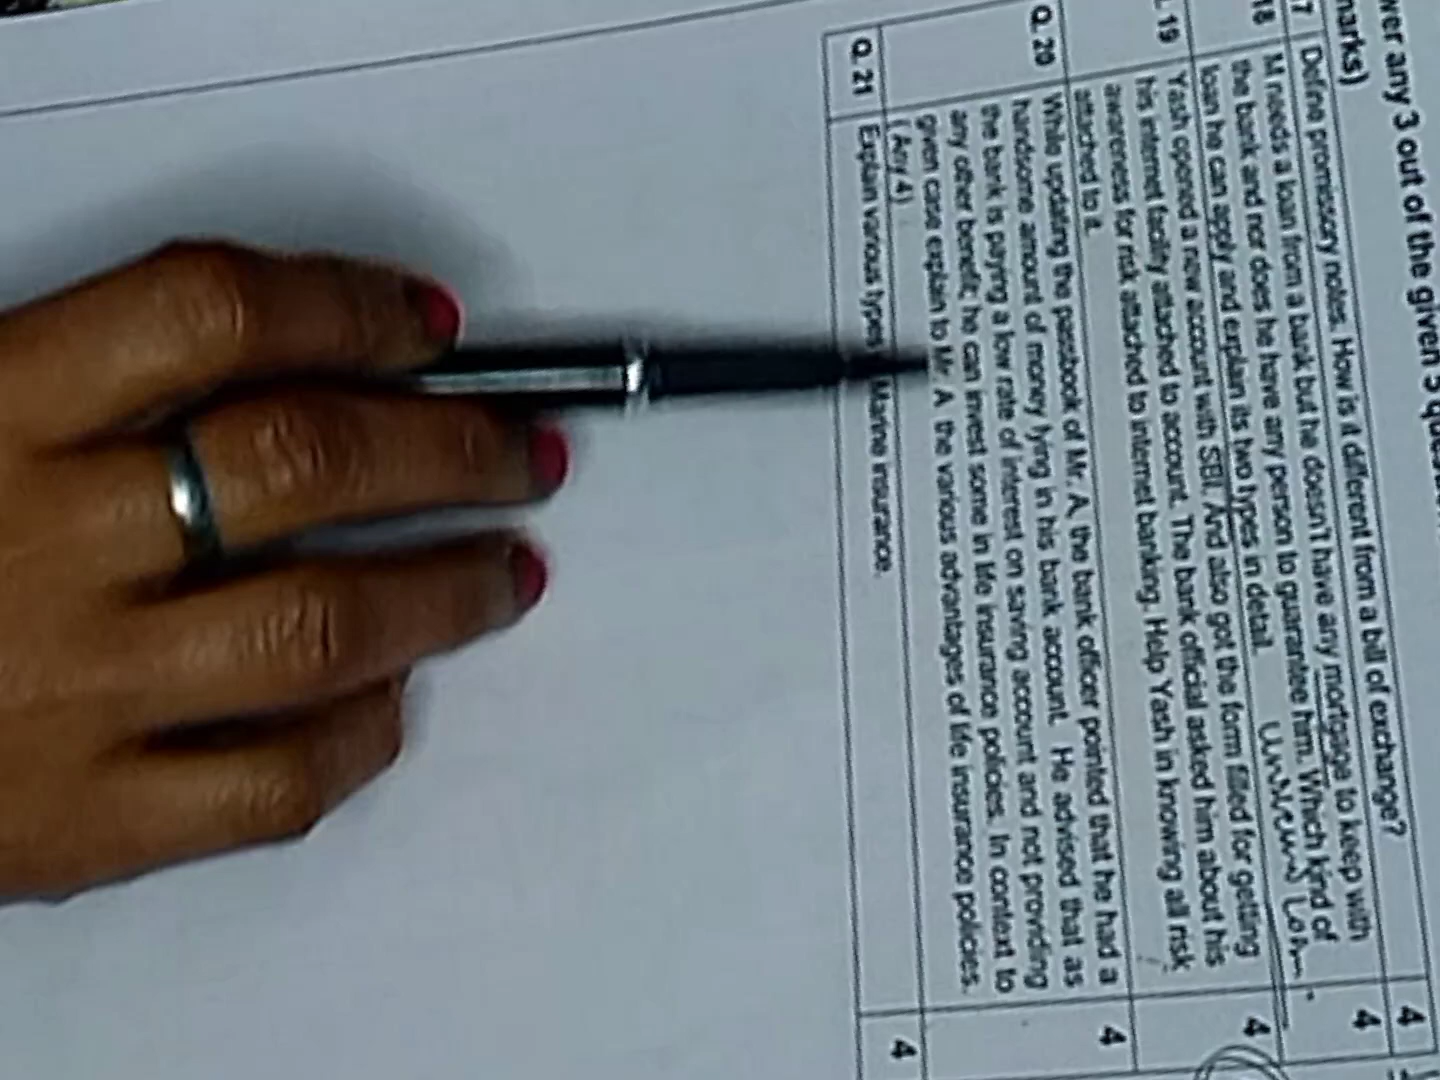 wer any 3 out of the given 5
marks)
17 Define promissory notes. How is it different from a bill of exchange? 4
18 M needs a loan from a bank but he doesn't have any mortgage to keep with 4
the bank and nor does he have any person to guarantee him. Which kind of
loan he can apply and explain its two types in detail.
. 19 Yash opened a new account with SBI. And also got the form filled for getting 4
his internet facility attached to account. The bank official asked him about his
awareness for risk attached to internet banking. Help Yash in knowing all risk
attached to it.
Q. 20 While updating the passbook of Mr. A, the bank officer pointed that he had a 4
handsome amount of money lying in his bank account. He advised that as
the bank is paying a low rate of interest on saving account and not providing
any other benefit; he can invest some in life insurance policies. In context to
given case explain to Mr. A the various advantages of life insurance policies.
(Any 4)
Q. 21 Explain various types Marine insurance. 4